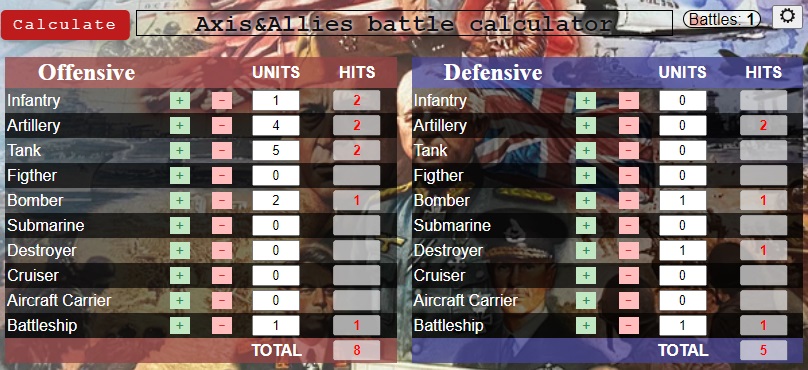 Calculate Axis&Allies battle calculator Battles: 1
Offensive UNITS HITS Defensive UNITS HITS
Infantry + − 1 2 Infantry + − 0
Artillery + − 4 2 Artillery + − 0 2
Tank + − 5 2 Tank + − 0
Figther + − 0 Figther + − 0
Bomber + − 2 1 Bomber + − 1 1
Submarine + − 0 Submarine + − 0
Destroyer + − 0 Destroyer + − 1 1
Cruiser + − 0 Cruiser + − 0
Aircraft Carrier + − 0 Aircraft Carrier + − 0
Battleship + − 1 1 Battleship + − 1 1
TOTAL 8 TOTAL 5